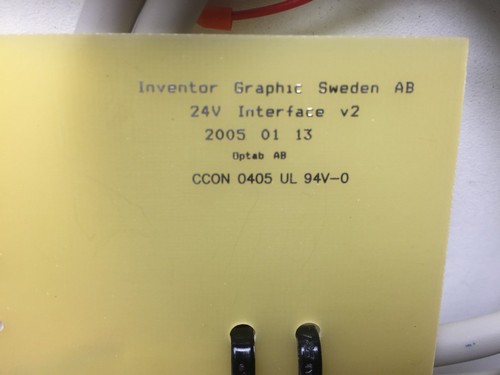 Inventor Graphic Sweden AB
24V Interface v2
2005 01 13
Optab AB
CCON 0405 UL 94V-0